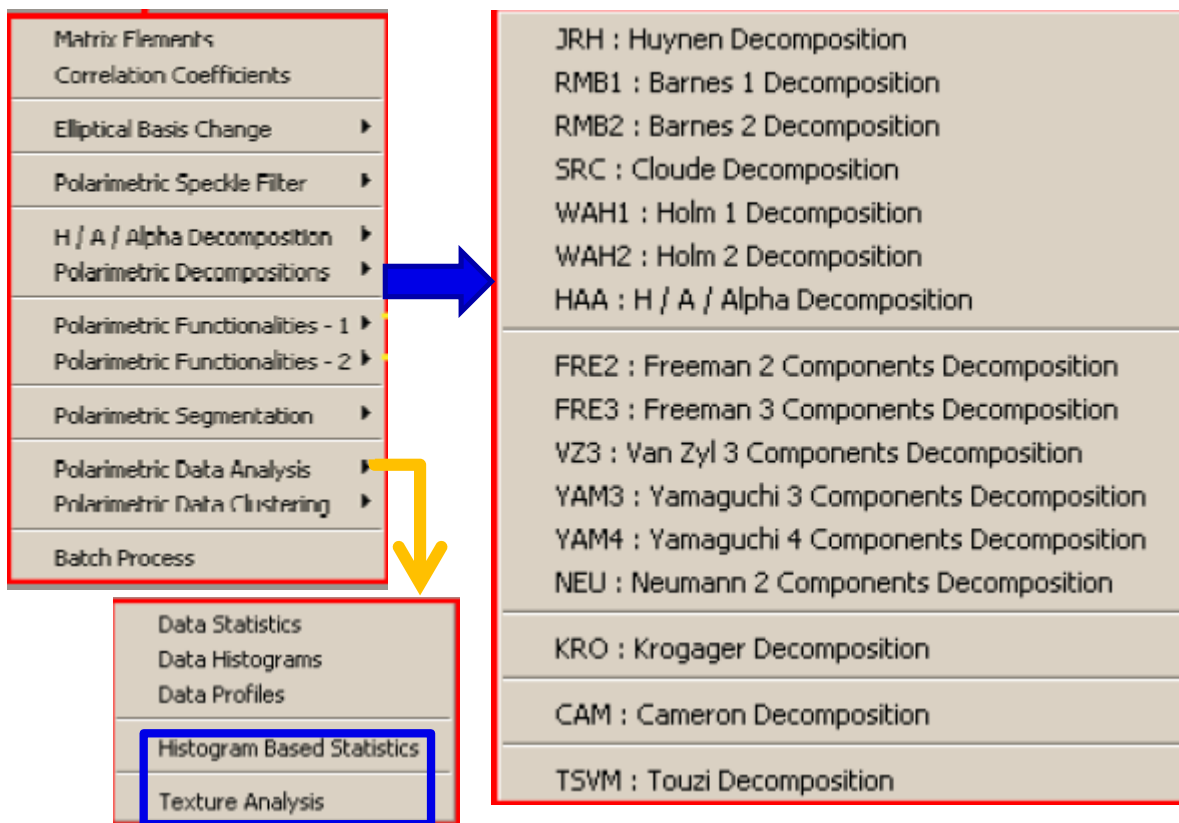 Matrix Elements
Correlation Coefficients
Elliptical Basis Change
Polarimetric Speckle Filter
H / A / Alpha Decomposition
Polarimetric Decompositions
Polarimetric Functionalities - 1
Polarimetric Functionalities - 2
Polarimetric Segmentation
Polarimetric Data Analysis
Polarimetric Data Clustering
Batch Process
Data Statistics
Data Histograms
Data Profiles
Histogram Based Statistics
Texture Analysis
JRH : Huynen Decomposition
RMB1 : Barnes 1 Decomposition
RMB2 : Barnes 2 Decomposition
SRC : Cloude Decomposition
WAH1 : Holm 1 Decomposition
WAH2 : Holm 2 Decomposition
HAA : H / A / Alpha Decomposition
FRE2 : Freeman 2 Components Decomposition
FRE3 : Freeman 3 Components Decomposition
VZ3 : Van Zyl 3 Components Decomposition
YAM3 : Yamaguchi 3 Components Decomposition
YAM4 : Yamaguchi 4 Components Decomposition
NEU : Neumann 2 Components Decomposition
KRO : Krogager Decomposition
CAM : Cameron Decomposition
TSVM : Touzi Decomposition